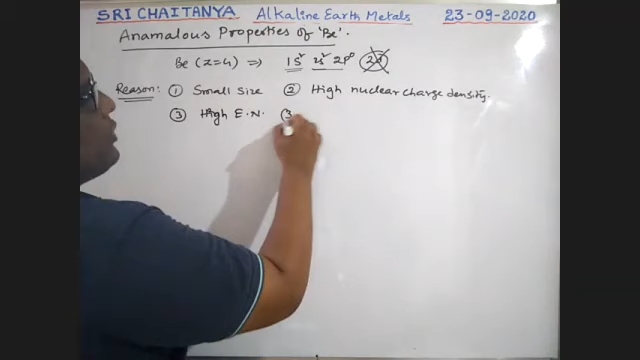 SRI CHAITANYA Alkaline Earth Metals 23-09-2020
Anamalous Properties of 'Be'.
Be (z=4) ⇒ 1s² 2s² 2p⁰ 2d
Reason: ① Small Size ② High nuclear charge density.
③ High E.N. ③